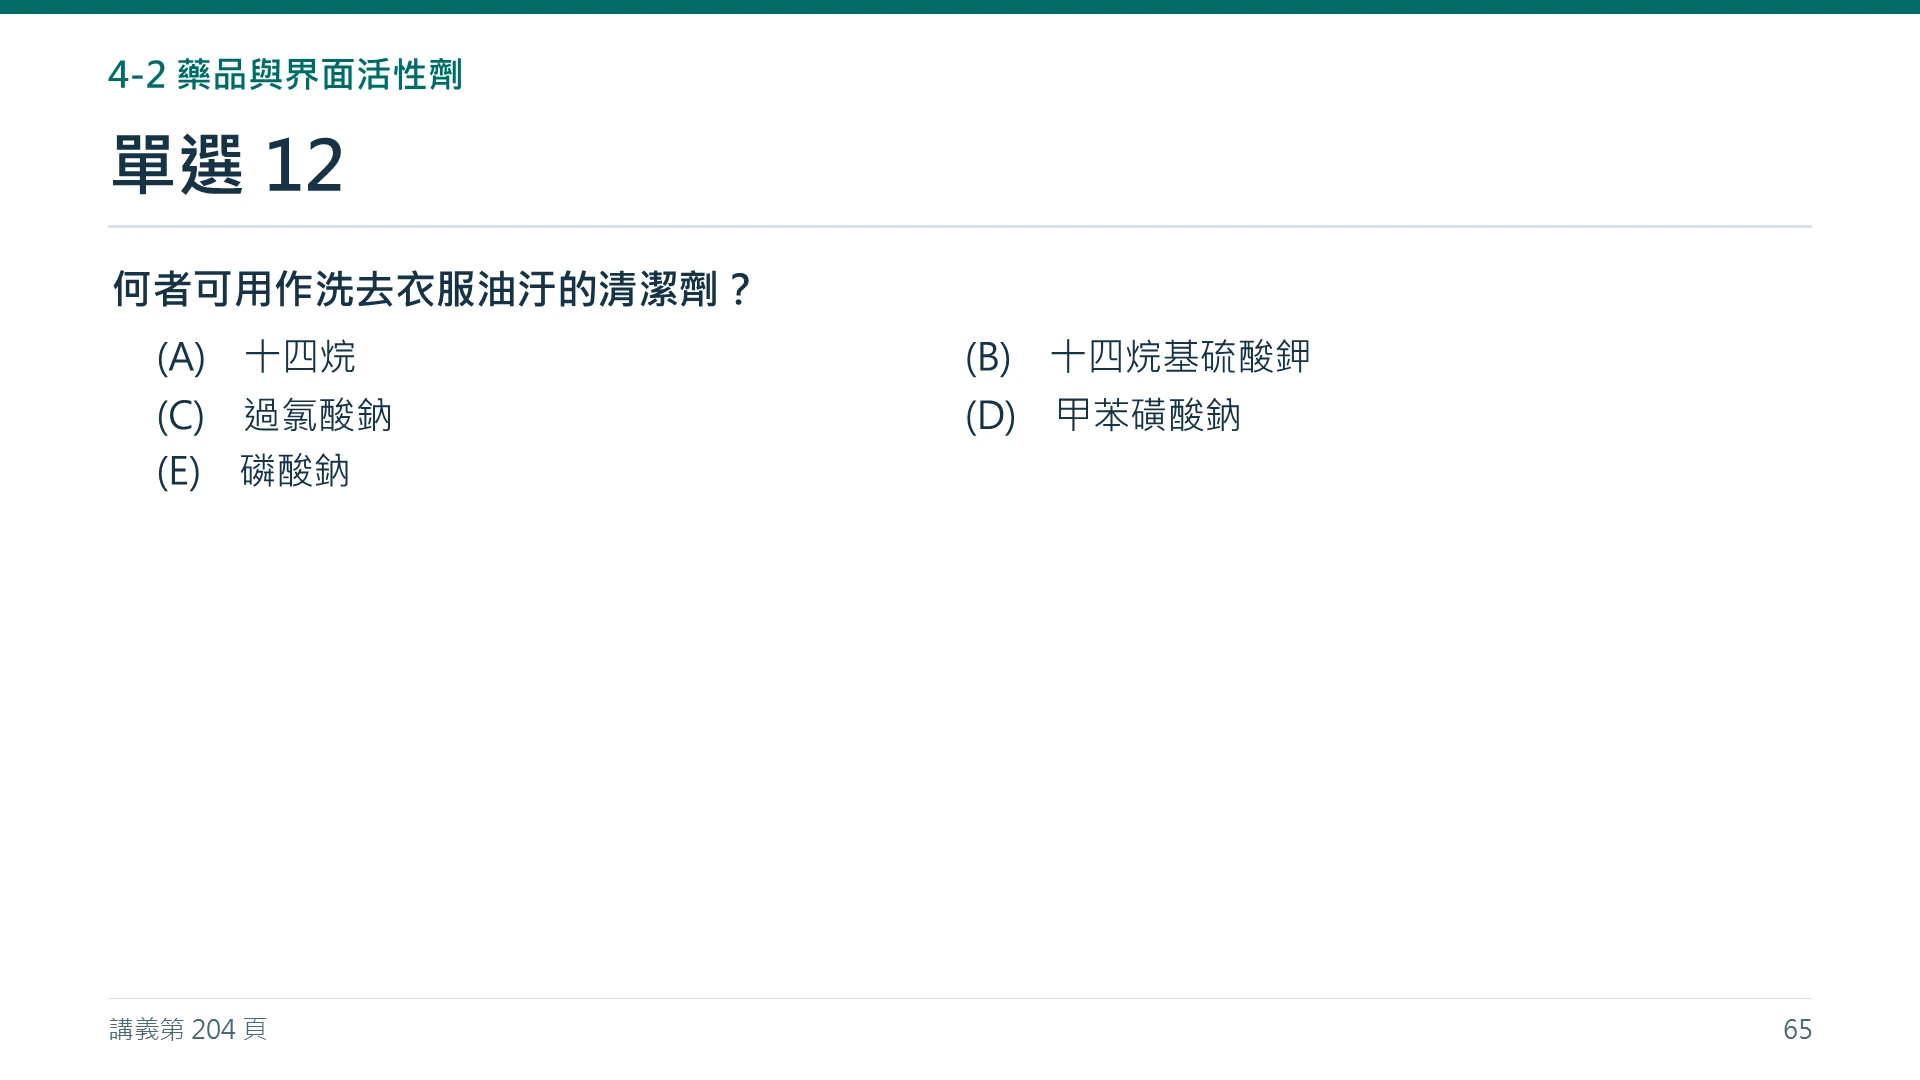 4-2 藥品與界面活性劑
單選 12
何者可用作洗去衣服油汙的清潔劑？
(A) 十四烷
(B) 十四烷基硫酸鉀
(C) 過氯酸鈉
(D) 甲苯磺酸鈉
(E) 磷酸鈉
講義第 204 頁
65